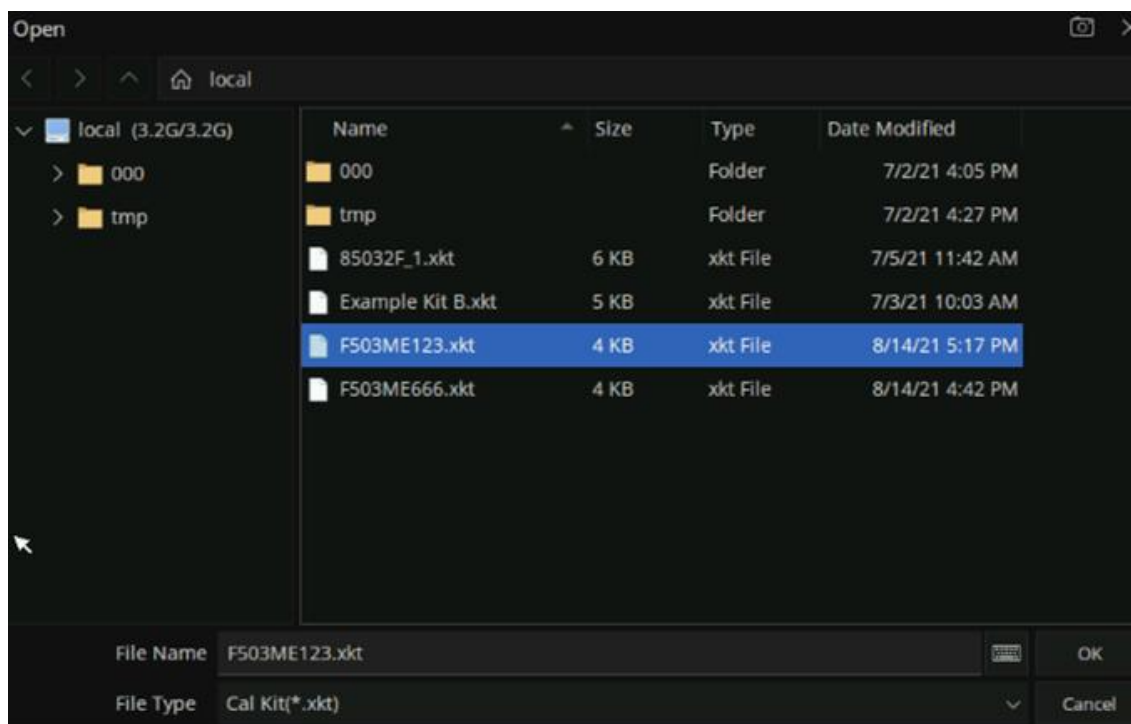 Open
local
local (3.2G/3.2G)
000
tmp
Name Size Type Date Modified
000 Folder 7/2/21 4:05 PM
tmp Folder 7/2/21 4:27 PM
85032F_1.xkt 6 KB xkt File 7/5/21 11:42 AM
Example Kit B.xkt 5 KB xkt File 7/3/21 10:03 AM
F503ME123.xkt 4 KB xkt File 8/14/21 5:17 PM
F503ME666.xkt 4 KB xkt File 8/14/21 4:42 PM
File Name F503ME123.xkt OK
File Type Cal Kit(*.xkt) Cancel